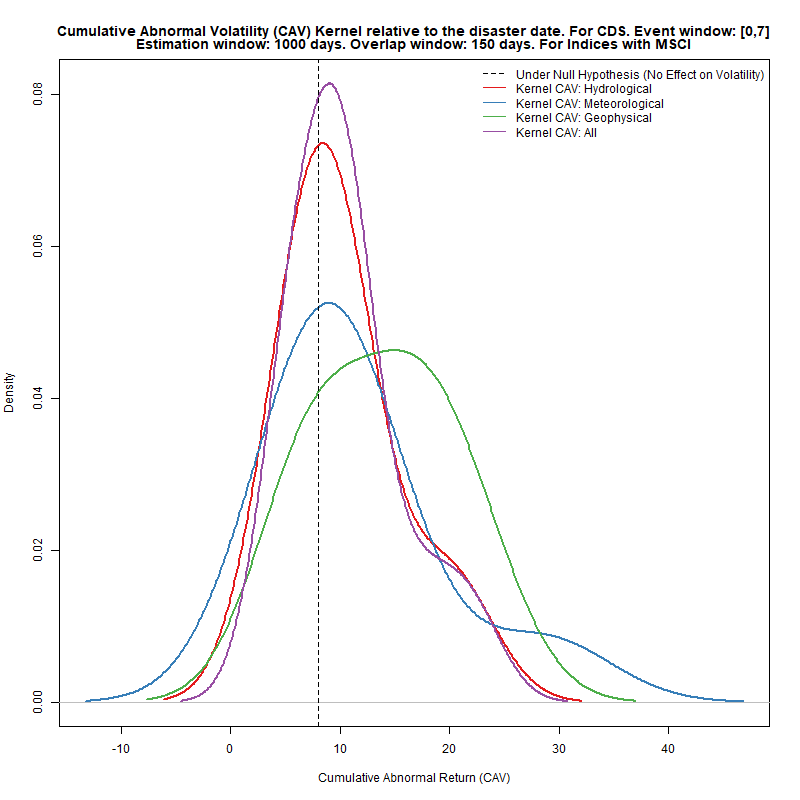 Cumulative Abnormal Volatility (CAV) Kernel relative to the disaster date. For CDS. Event window: [0,7]
Estimation window: 1000 days. Overlap window: 150 days. For Indices with MSCI
Under Null Hypothesis (No Effect on Volatility)
Kernel CAV: Hydrological
Kernel CAV: Meteorological
Kernel CAV: Geophysical
Kernel CAV: All
Density
0.08
0.06
0.04
0.02
0.00
-10 0 10 20 30 40
Cumulative Abnormal Return (CAV)